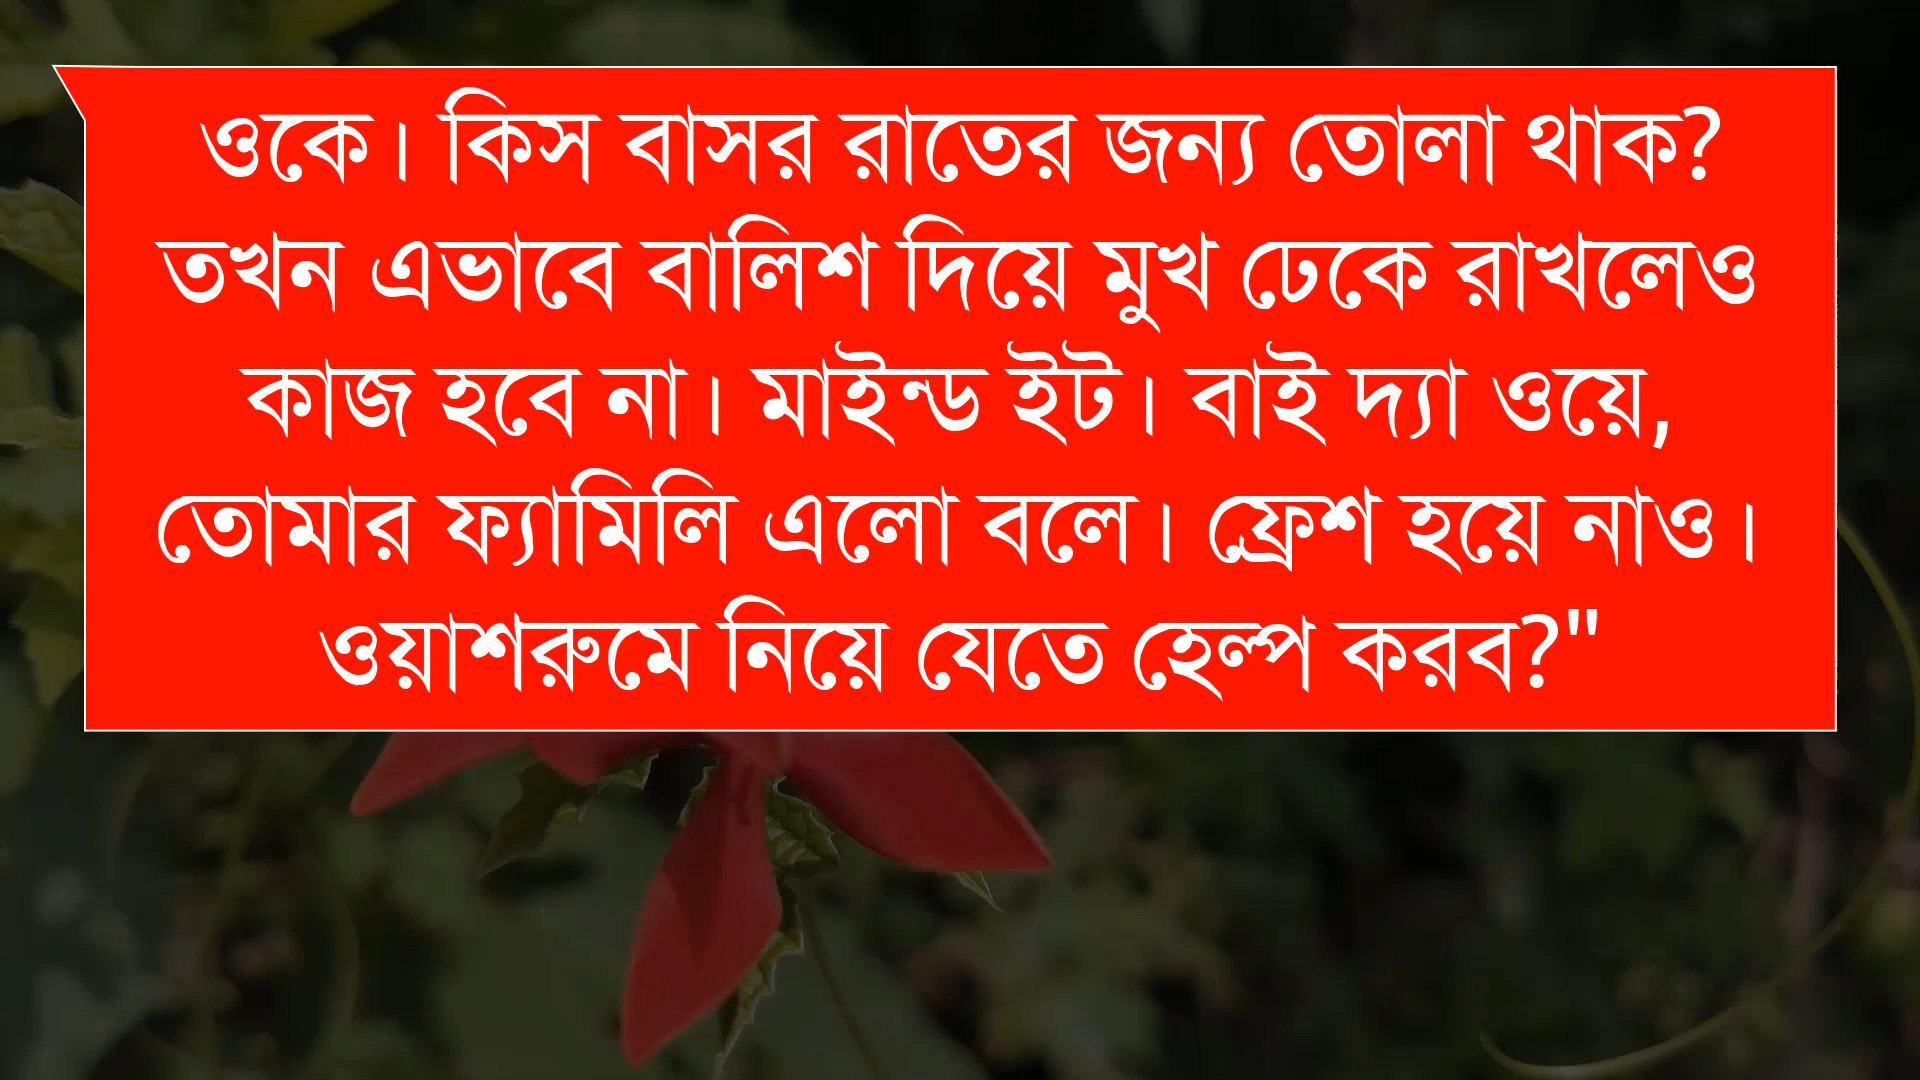 ওকে। কিস বাসর রাতের জন্য তোলা থাক?
তখন এভাবে বালিশ দিয়ে মুখ ঢেকে রাখলেও
কাজ হবে না। মাইন্ড ইট। বাই দ্যা ওয়ে,
তোমার ফ্যামিলি এলো বলে। ফ্রেশ হয়ে নাও।
ওয়াশরুমে নিয়ে যেতে হেল্প করব?"